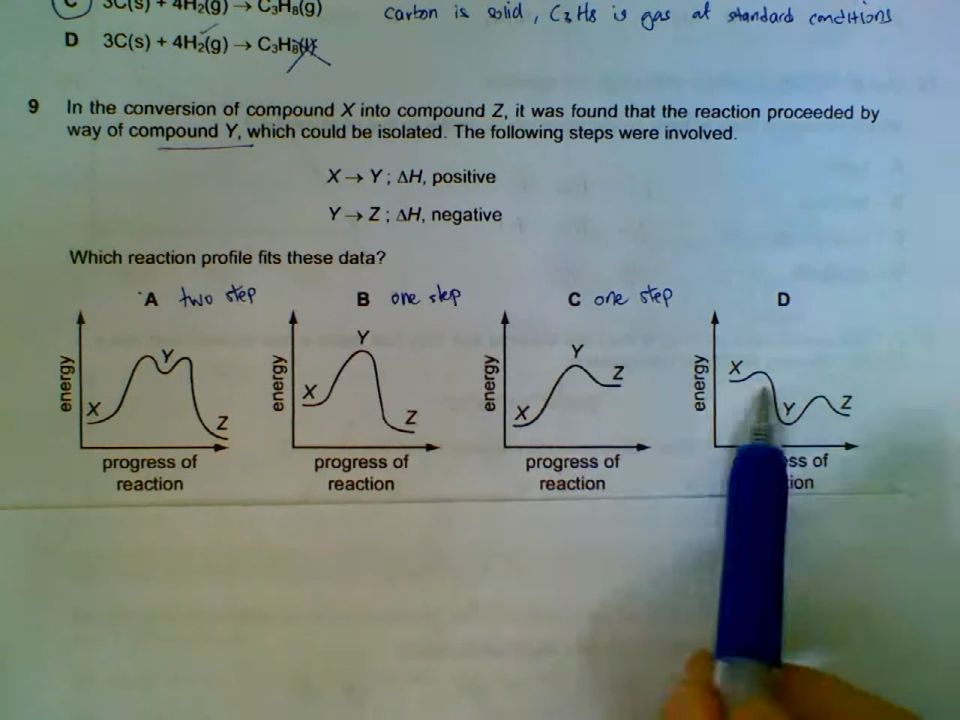 C 3C(s) + 4H₂(g) → C₃H₈(g)
carbon is solid, C₃H₈ is gas at standard conditions
D 3C(s) + 4H₂(g) → C₃H₈(l)
9 In the conversion of compound X into compound Z, it was found that the reaction proceeded by
way of compound Y, which could be isolated. The following steps were involved.
X → Y ; ΔH, positive
Y → Z ; ΔH, negative
Which reaction profile fits these data?
A two step
B one step
C one step
D
energy
X
Y
Z
progress of
reaction
energy
X
Y
Z
progress of
reaction
energy
X
Y
Z
progress of
reaction
energy
X
Y
Z
ss of
ion